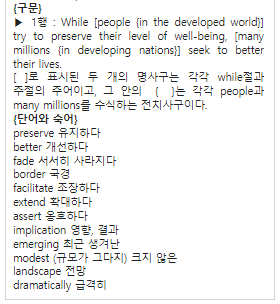 {구문}
▶ 1행 : While [people {in the developed world}]
try to preserve their level of well-being, [many
millions {in developing nations}] seek to better
their lives.
[ ]로 표시된 두 개의 명사구는 각각 while절과
주절의 주어이고, 그 안의 { }는 각각 people과
many millions를 수식하는 전치사구이다.
{단어와 숙어}
preserve 유지하다
better 개선하다
fade 서서히 사라지다
border 국경
facilitate 조장하다
extend 확대하다
assert 옹호하다
implication 영향, 결과
emerging 최근 생겨난
modest (규모가 그다지) 크지 않은
landscape 전망
dramatically 급격히